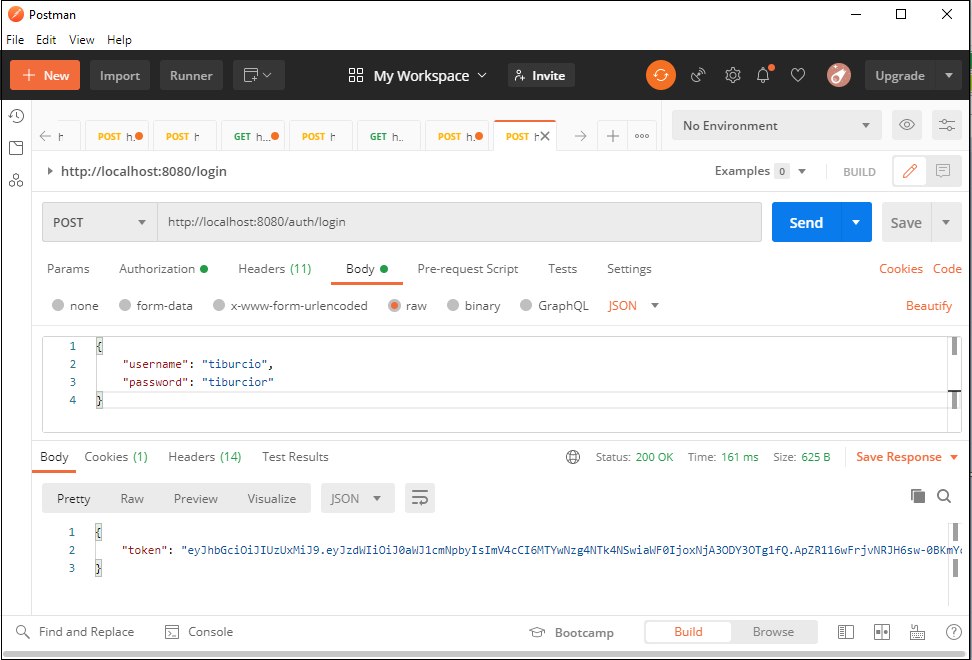 Postman
File Edit View Help
+ New Import Runner My Workspace Invite Upgrade
POST h. POST h GET h... POST h GET h.. POST h. POST h No Environment
http://localhost:8080/login Examples 0 BUILD
POST http://localhost:8080/auth/login Send Save
Params Authorization Headers (11) Body Pre-request Script Tests Settings Cookies Code
none form-data x-www-form-urlencoded raw binary GraphQL JSON Beautify
1 {
2 "username": "tiburcio",
3 "password": "tiburcior"
4 }
Body Cookies (1) Headers (14) Test Results Status: 200 OK Time: 161 ms Size: 625 B Save Response
Pretty Raw Preview Visualize JSON
1 {
2 "token": "eyJhbGciOiJIUzUxMiJ9.eyJzdWIiOiJ0aWJ1cmNpbyIsImV4cCI6MTYwNzg4NTk4NSwiaWF0IjoxNjA3ODY3OTg1fQ.ApZR116wFrjvNRJH6sw-0BKmY
3 }
Find and Replace Console Bootcamp Build Browse